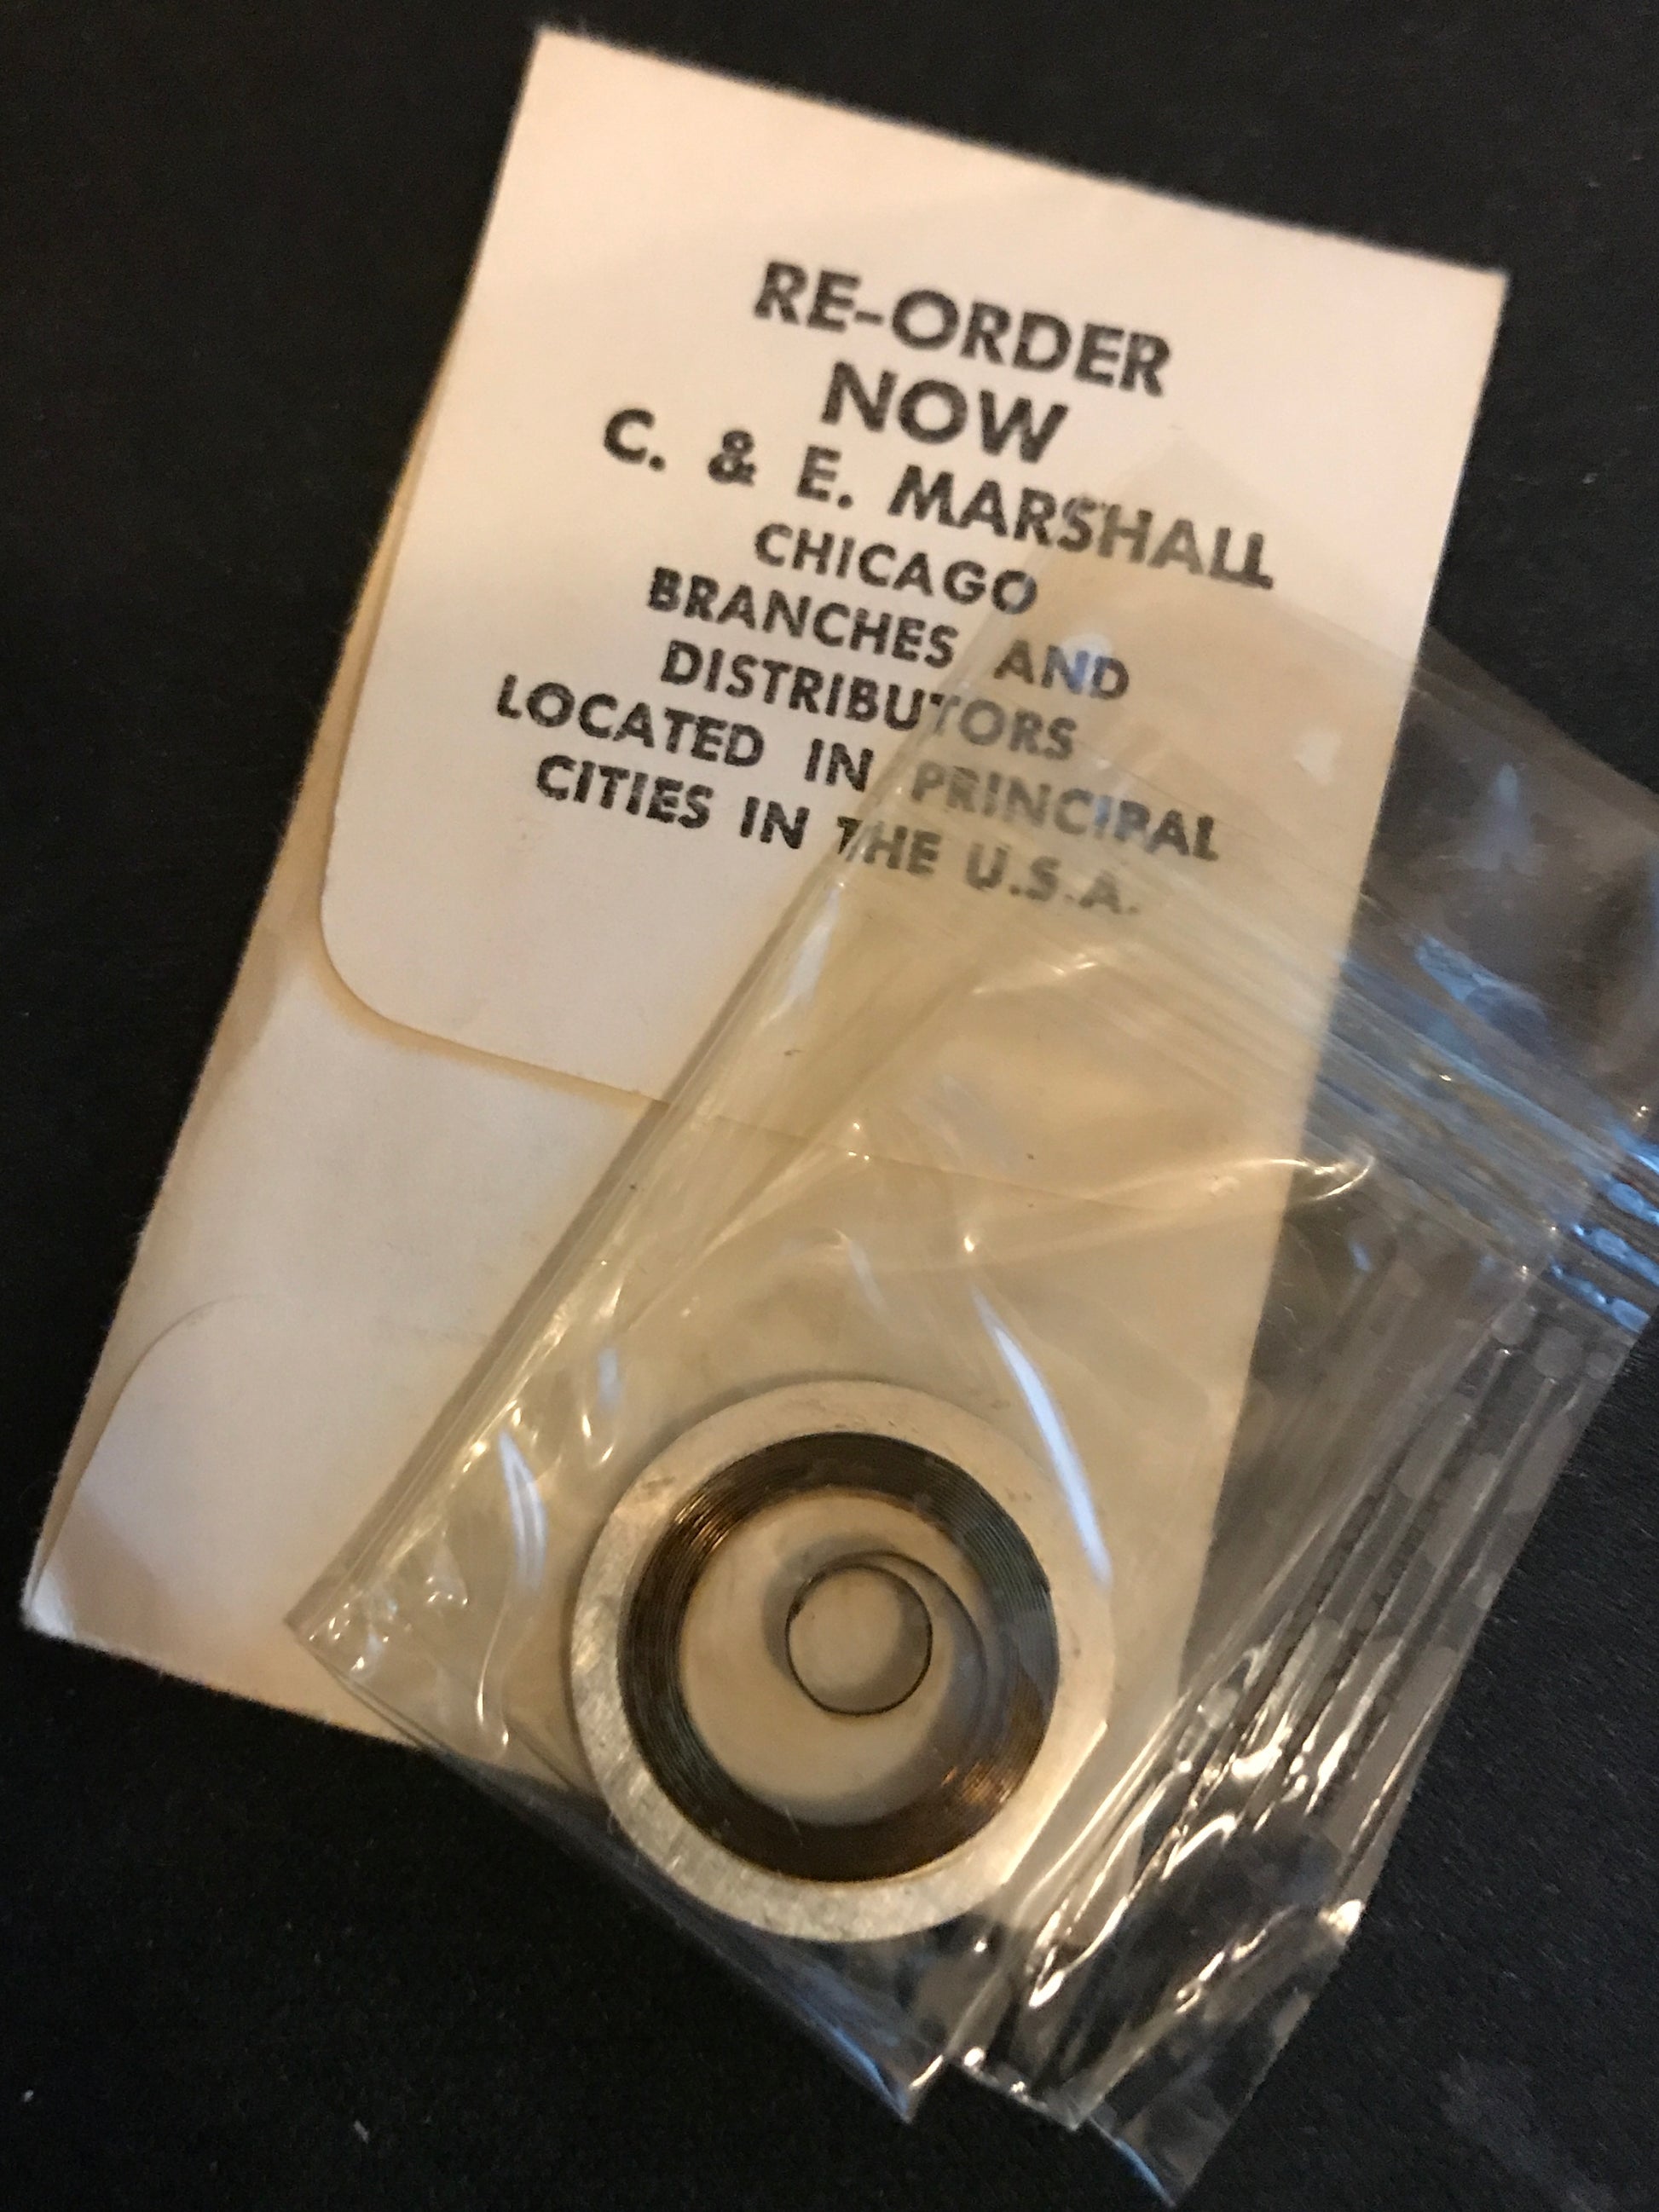 RE-ORDER
NOW
C. & E. MARSHALL
CHICAGO
BRANCHES AND
DISTRIBUTORS
LOCATED IN PRINCIPAL
CITIES IN THE U.S.A.